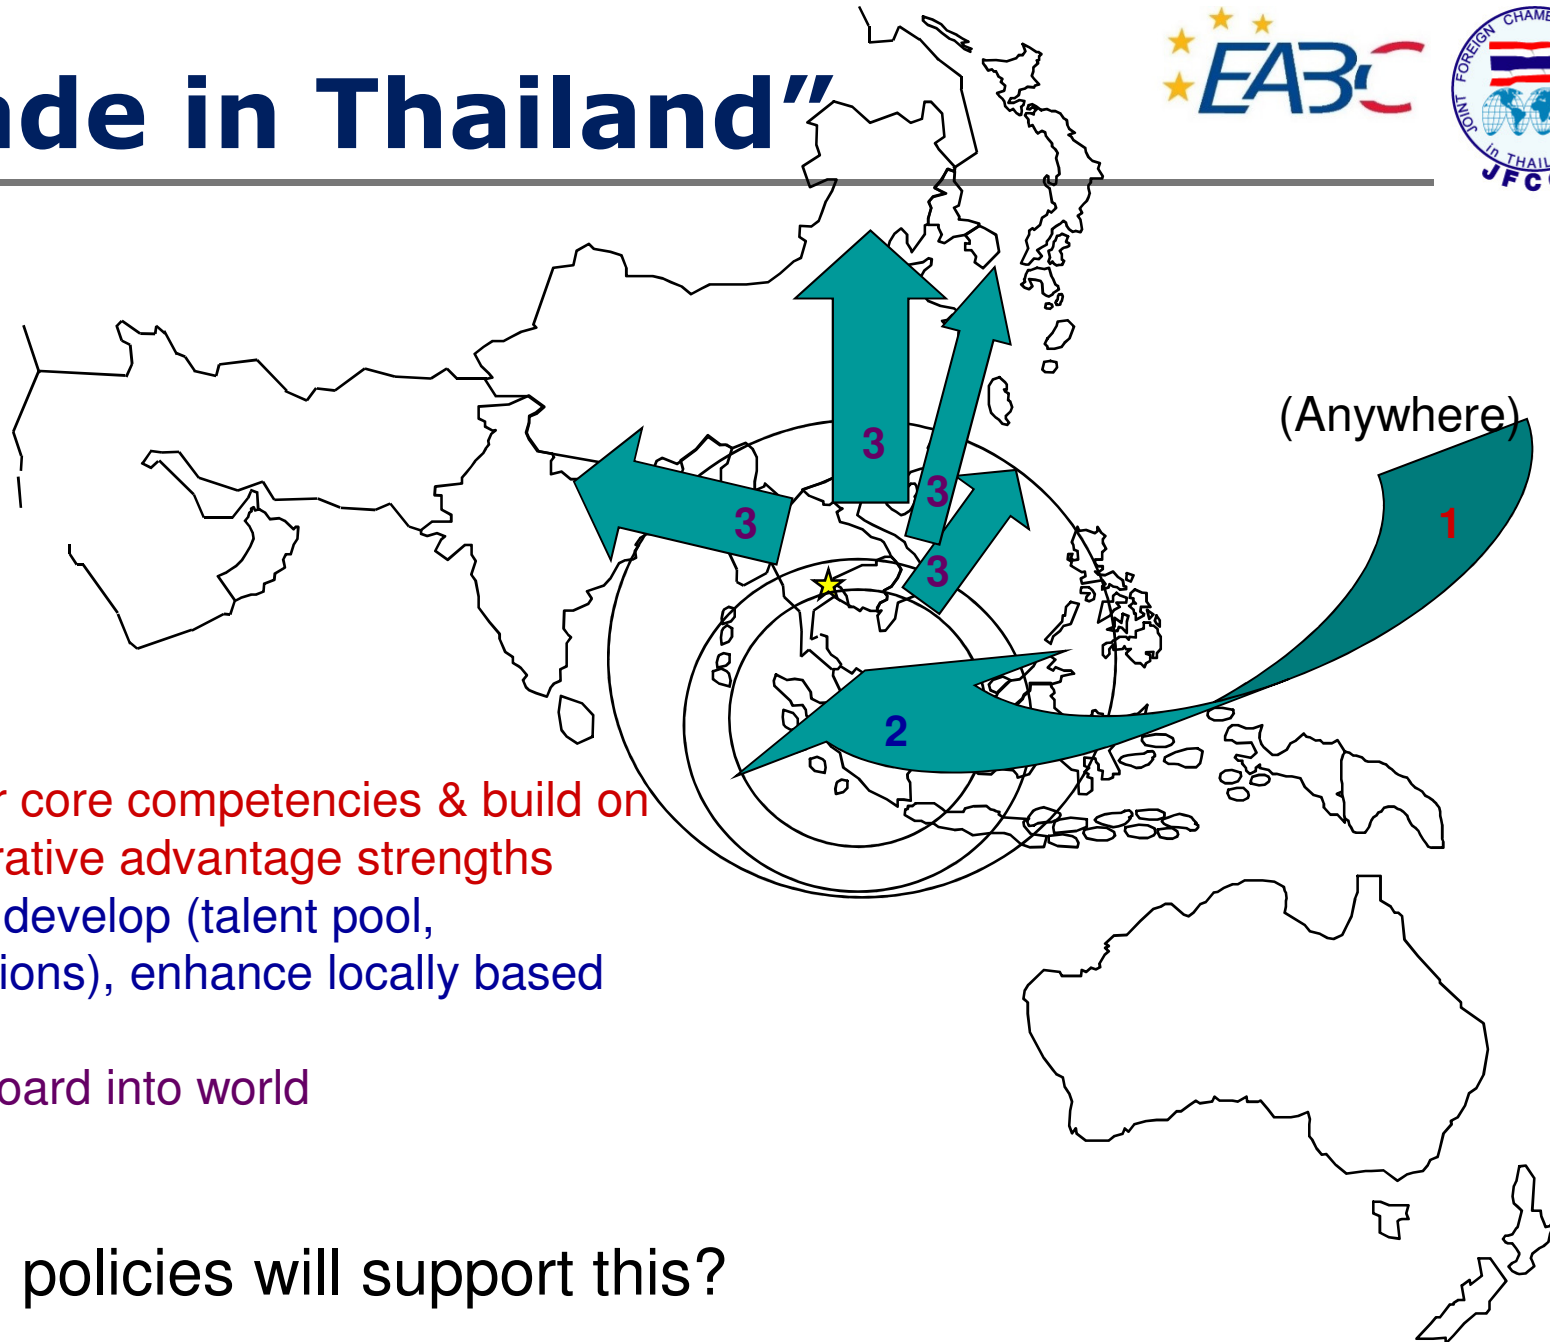 ade in Thailand”
EABC
JOINT FOREIGN CHAMBE
in THAIL
JFC
(Anywhere)
3
3
3
3
1
2
r core competencies & build on
rative advantage strengths
develop (talent pool,
ions), enhance locally based
oard into world
policies will support this?